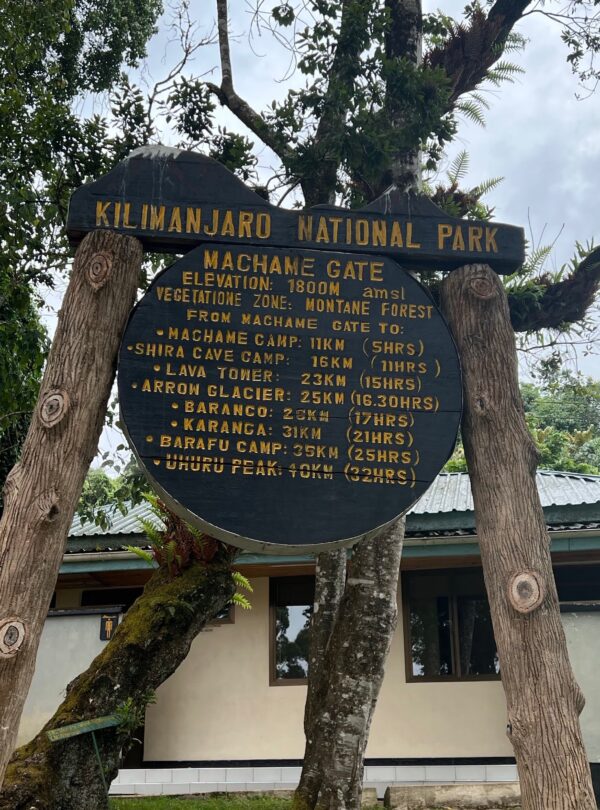 KILIMANJARO NATIONAL PARK
MACHAME GATE
ELEVATION: 1800M amsl
VEGETATIONE ZONE: MONTANE FOREST
FROM MACHAME GATE TO:
• MACHAME CAMP: 11KM (5HRS)
• SHIRA CAVE CAMP: 16KM (11HRS)
• LAVA TOWER: 23KM (15HRS)
• ARROW GLACIER: 25KM (16.30HRS)
• BARANCO: KM (17HRS)
• KARANGA: 31KM (21HRS)
• BARAFU CAMP: 35KM (25HRS)
• UHURU PEAK: 40KM (32HRS)